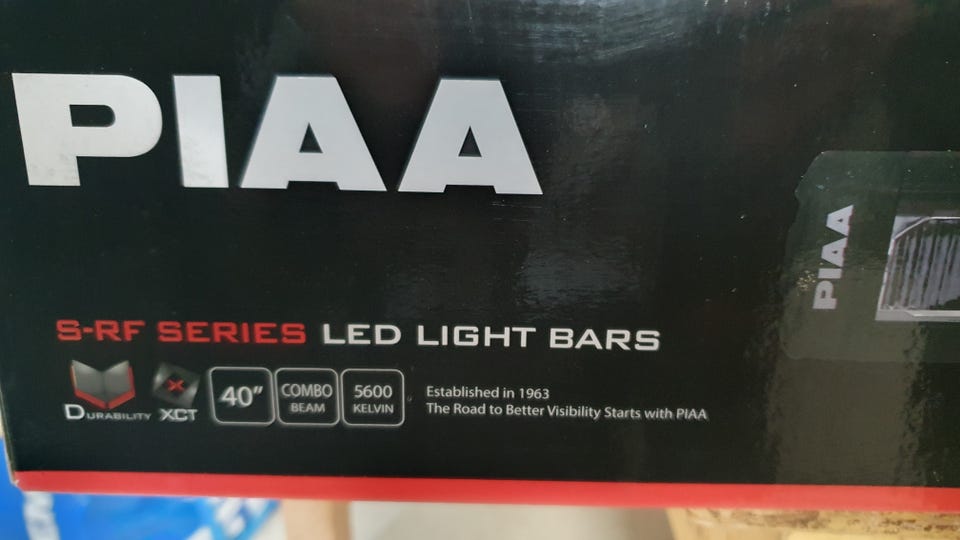 PIAA
PIAA
S-RF SERIES LED LIGHT BARS
DURABILITY
XCT
40"
COMBO
BEAM
5600
KELVIN
Established in 1963
The Road to Better Visibility Starts with PIAA